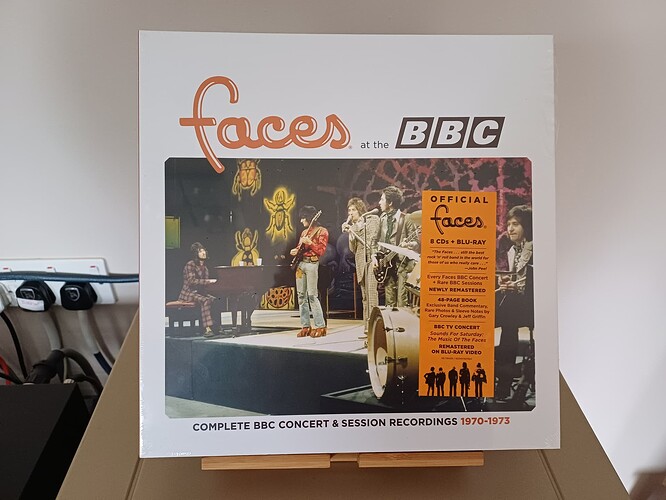 faces at the BBC
OFFICIAL
faces
8 CDs + BLU-RAY
"The Faces . . . still the best
rock 'n' roll band in the world for
those of us who really care . . ."
—John Peel
Every Faces BBC Concert
+ Rare BBC Sessions
NEWLY REMASTERED
48-PAGE BOOK
Exclusive Band Commentary,
Rare Photos & Sleeve Notes by
Gary Crowley & Jeff Griffin
BBC TV CONCERT
Sounds For Saturday:
The Music Of The Faces
REMASTERED
ON BLU-RAY VIDEO
COMPLETE BBC CONCERT & SESSION RECORDINGS 1970-1973